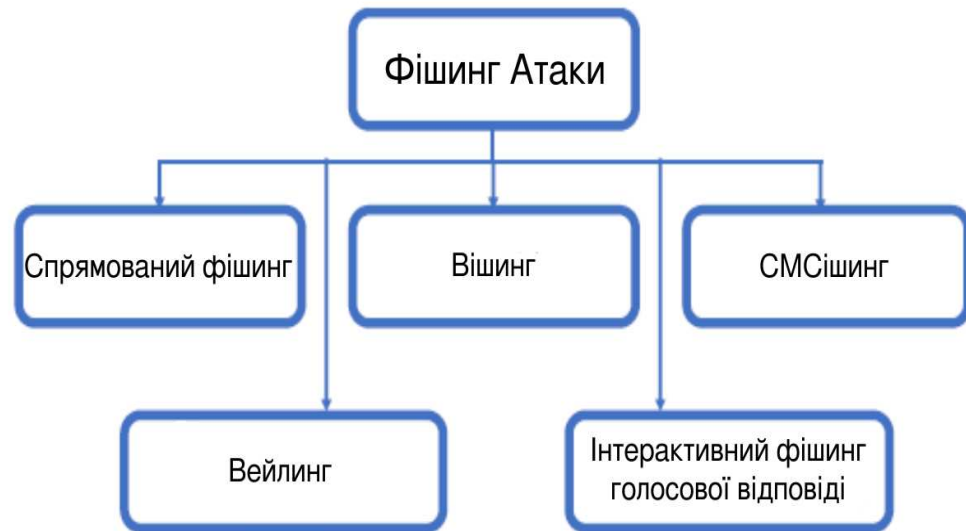 Фішинг Атаки
Спрямований фішинг
Вішинг
СМСішинг
Вейлинг
Інтерактивний фішинг
голосової відповіді